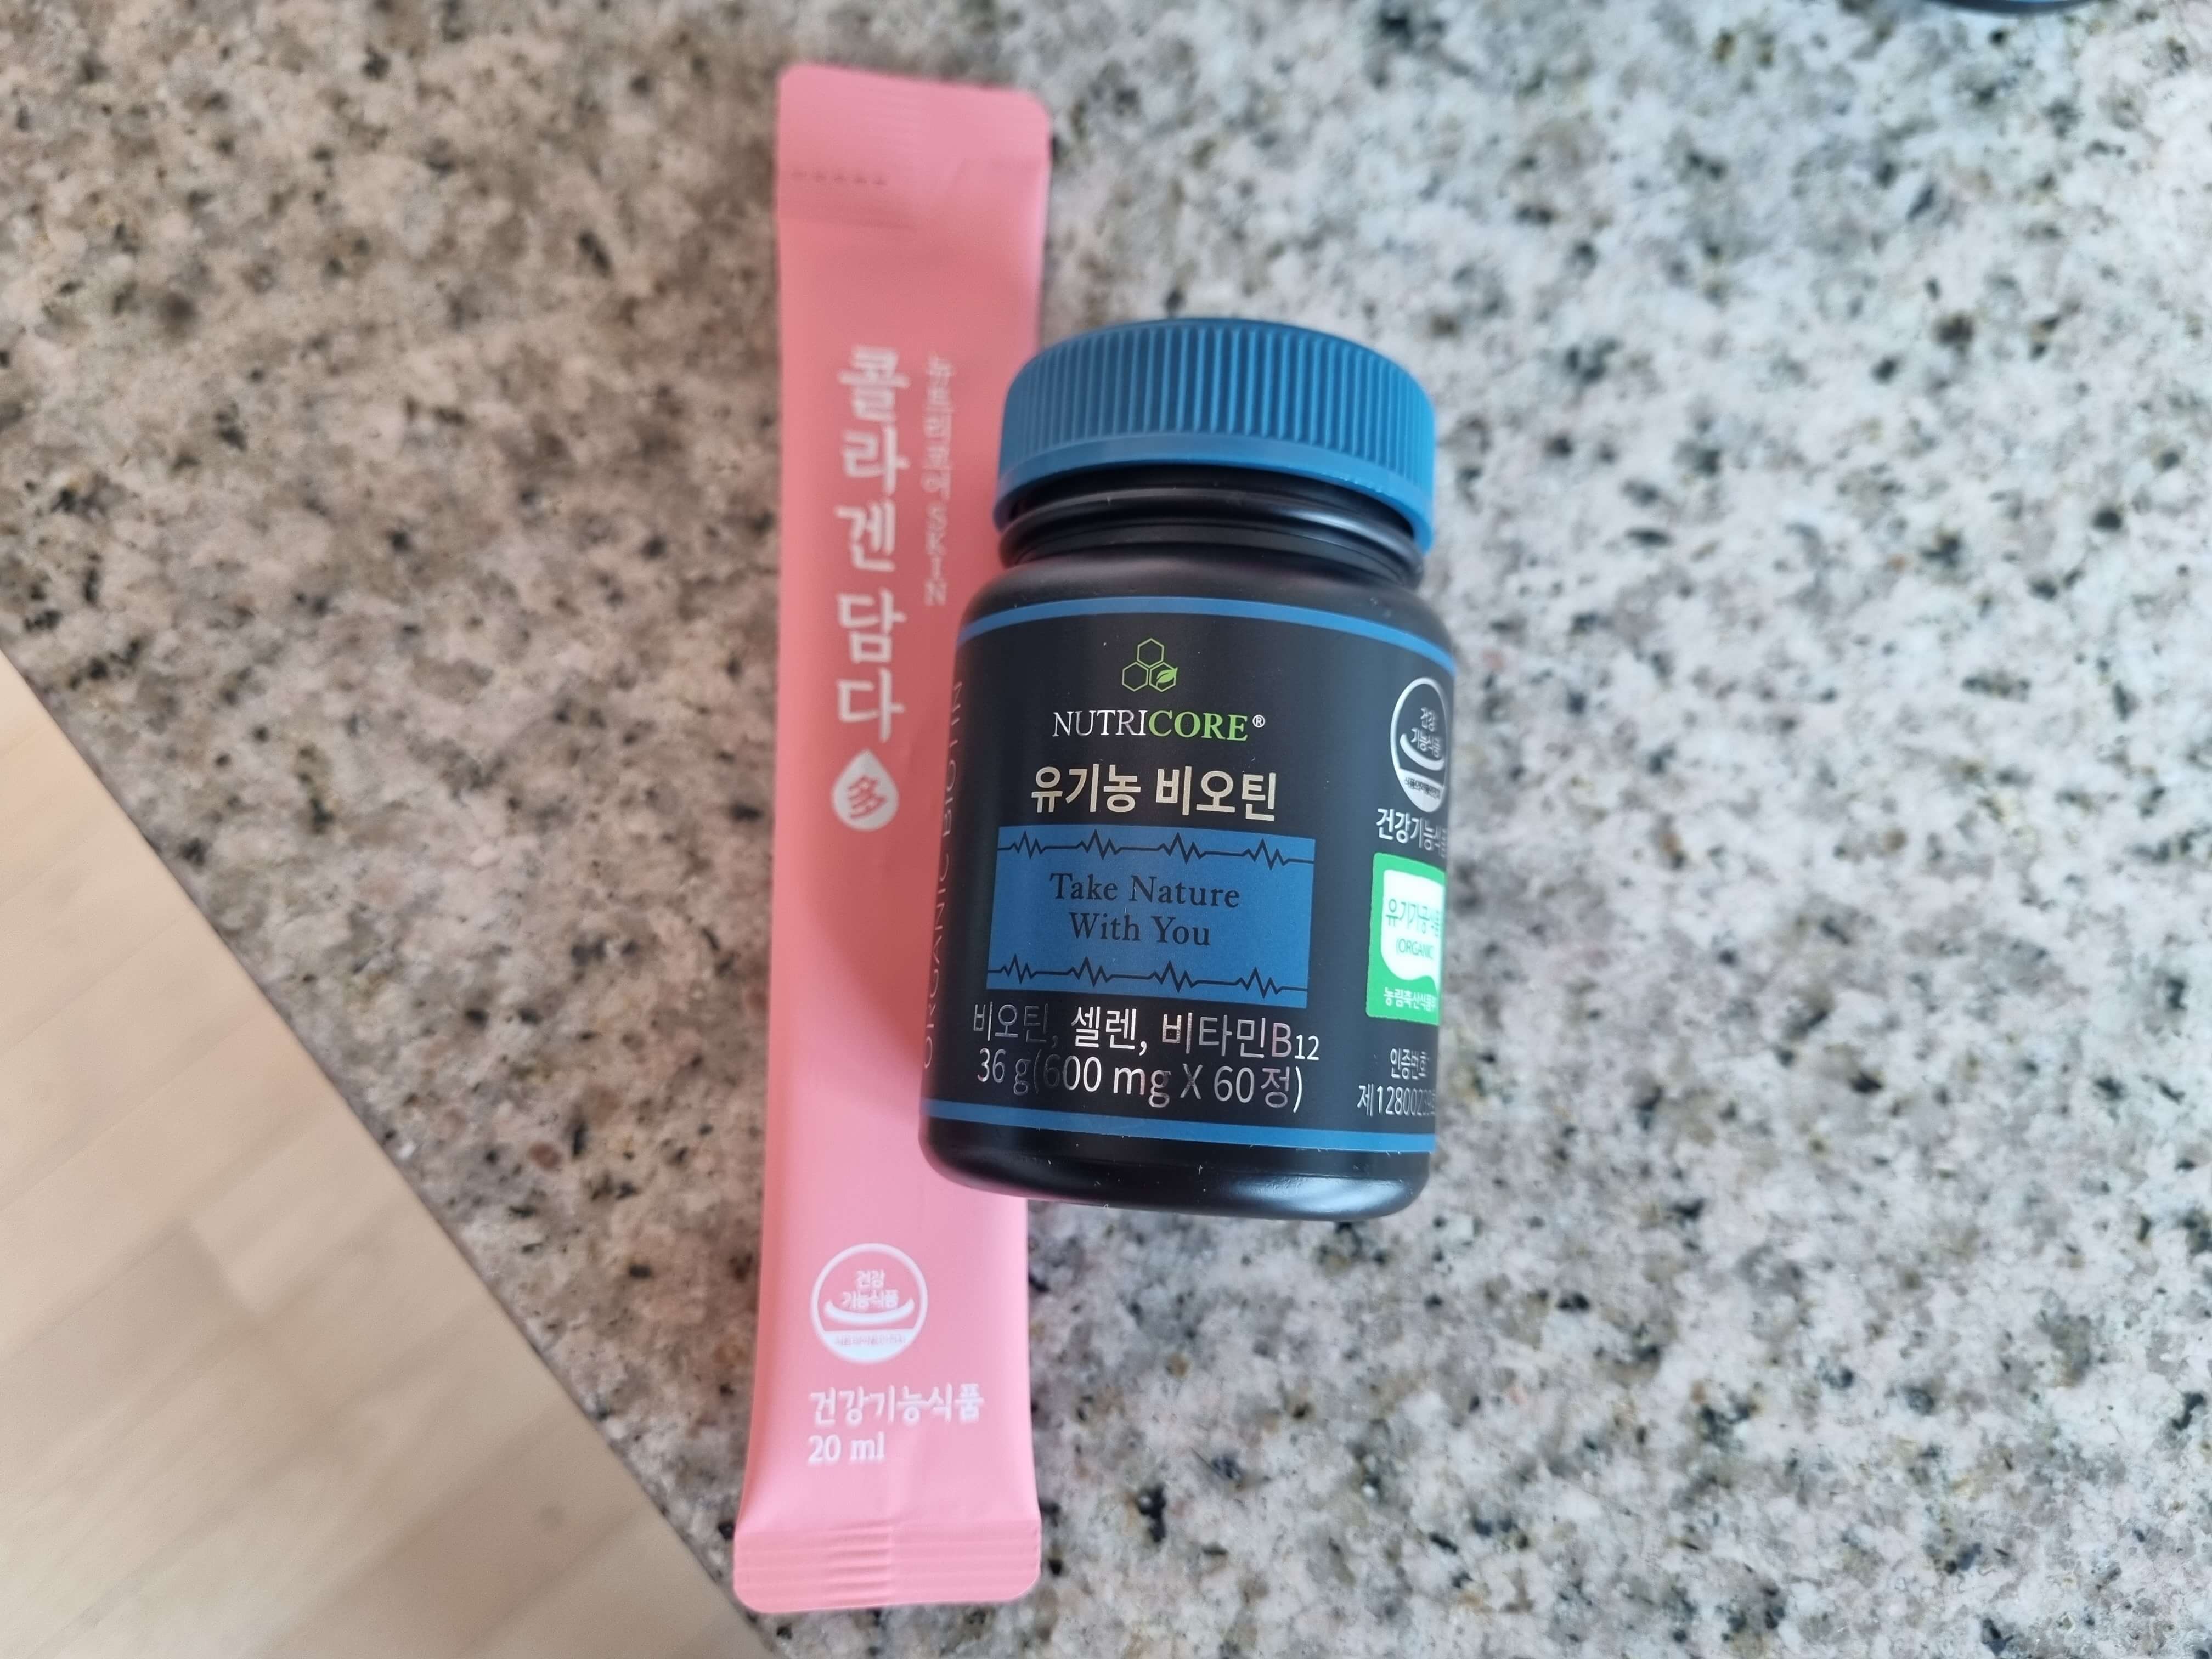 콜라겐 담다
多
뉴트리코어 SKIN
건강
기능식품
건강기능식품
20 ml
ORGANIC BIOTIN
NUTRICORE®
유기농 비오틴
Take Nature
With You
비오틴, 셀렌, 비타민B12
36 g(600 mg X 60정)
건강
기능식품
건강기능식품
유기가공식품
(ORGANIC)
농림축산식품부
인증번호